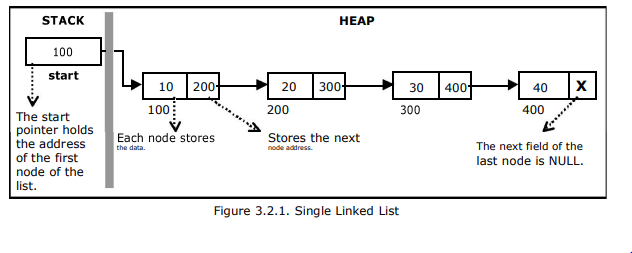 STACK
HEAP
100
start
10 200
20 300
30 400
40 X
100
200
300
400
The start
pointer holds
the address
of the first
node of the
list.
Each node stores
the data.
Stores the next
node address.
The next field of the
last node is NULL.
Figure 3.2.1. Single Linked List